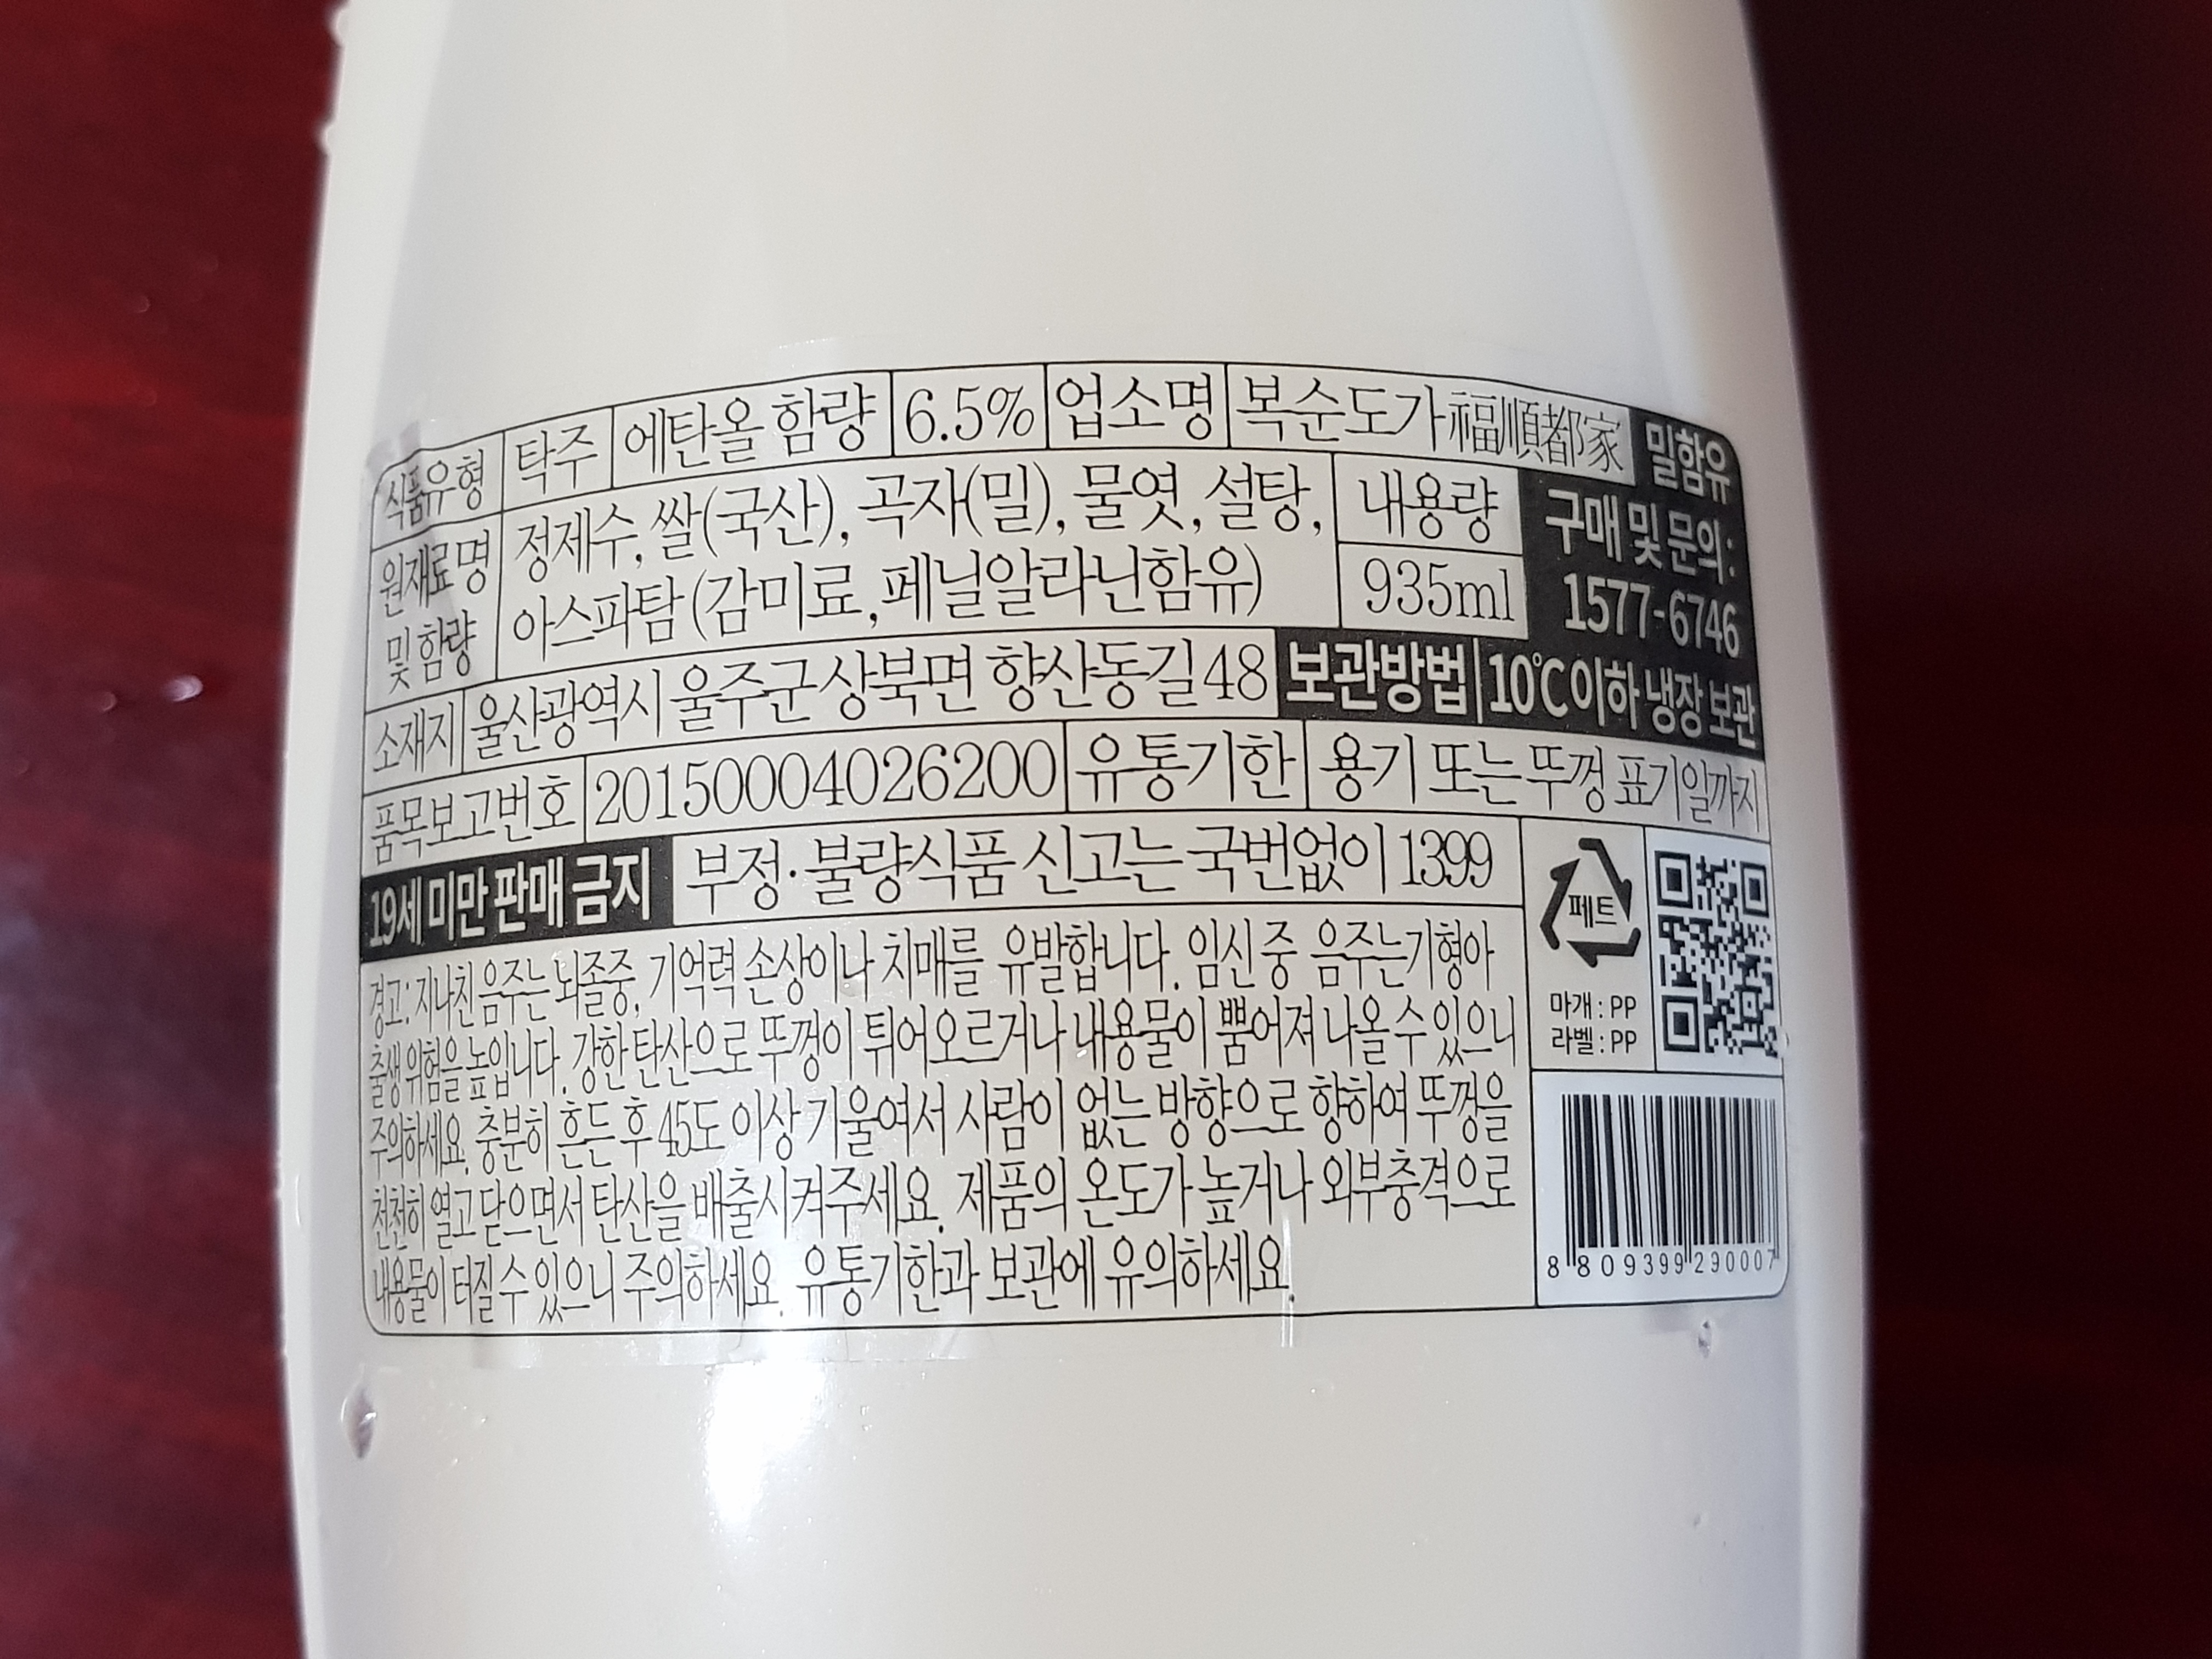 식품유형 탁주 에탄올 함량 6.5% 업소명 복순도가福順都家 밀함유
원재료명 및 함량 정제수, 쌀(국산), 곡자(밀), 물엿, 설탕,
아스파탐(감미료, 페닐알라닌함유)
내용량
935ml
구매 및 문의:
1577-6746
소재지 울산광역시 울주군 상북면 향산동길48 보관방법 10℃이하 냉장 보관
품목보고번호 20150004026200 유통기한 용기 또는 뚜껑 표기일까지
19세 미만 판매 금지 부정·불량식품 신고는 국번없이 1399
경고: 지나친 음주는 뇌졸중, 기억력 손상이나 치매를 유발합니다. 임신 중 음주는 기형아
출생 위험을 높입니다. 강한 탄산으로 뚜껑이 튀어오르거나 내용물이 뿜어져 나올 수 있으니
주의하세요. 충분히 흔든 후 45도 이상 기울여서 사람이 없는 방향으로 향하여 뚜껑을
천천히 열고 닫으면서 탄산을 배출시켜주세요. 제품의 온도가 높거나 외부충격으로
내용물이 터질 수 있으니 주의하세요. 유통기한과 보관에 유의하세요.
페트
마개 : PP
라벨 : PP
8 809399 290007